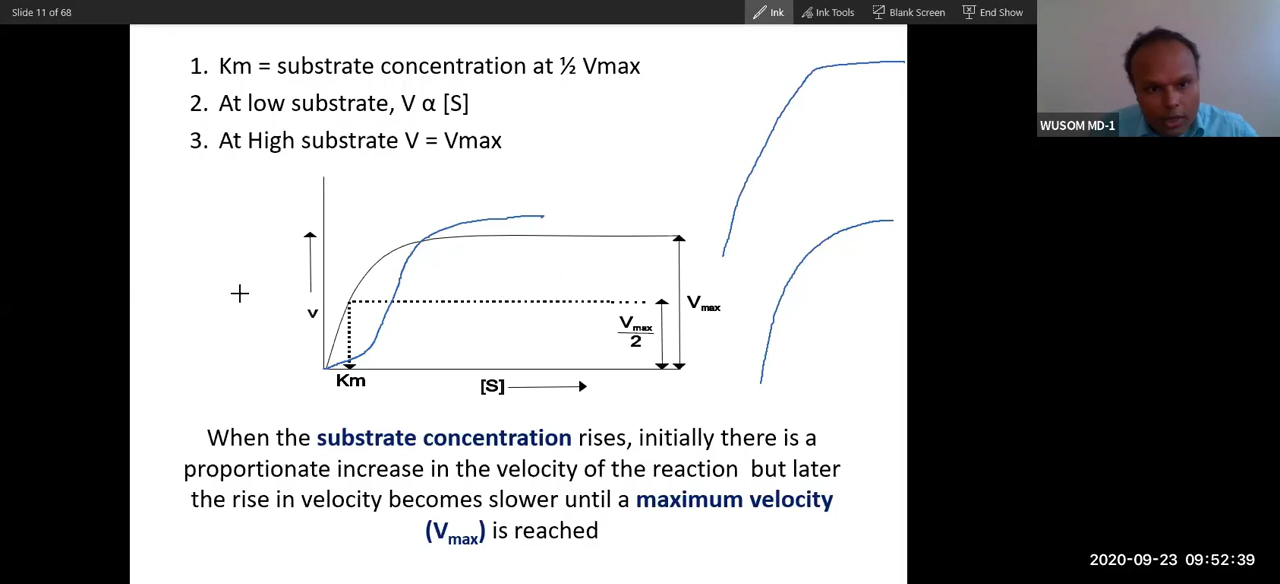 Slide 11 of 68
Ink
Ink Tools
Blank Screen
End Show
WUSOM MD-1
1. Km = substrate concentration at ½ Vmax
2. At low substrate, V α [S]
3. At High substrate V = Vmax
v
Vmax
Vmax
2
Km
[S]
When the substrate concentration rises, initially there is a
proportionate increase in the velocity of the reaction but later
the rise in velocity becomes slower until a maximum velocity
(Vmax) is reached
2020-09-23 09:52:39